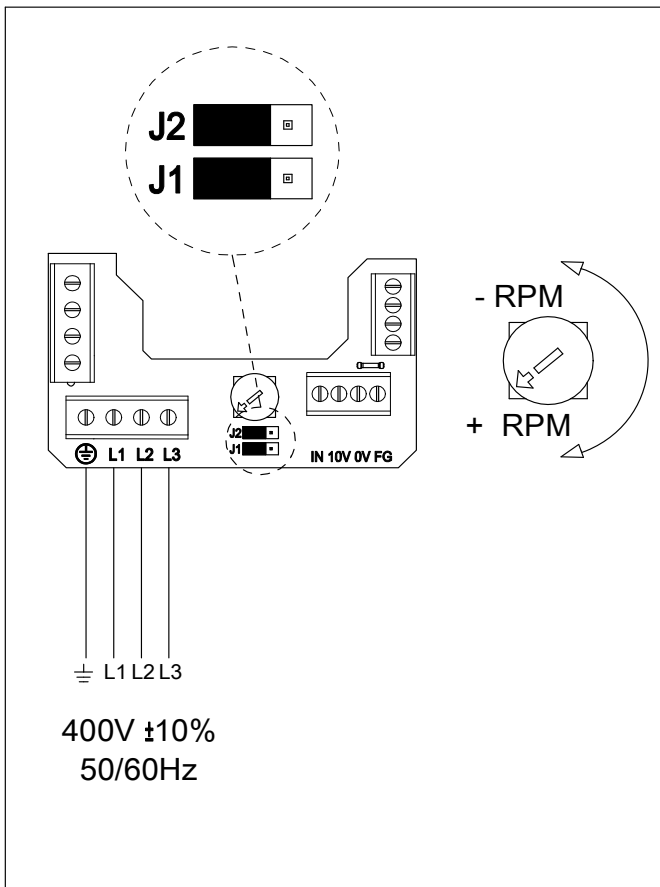 J2
J1
- RPM
+ RPM
J2
J1
L1 L2 L3
IN 10V 0V FG
L1 L2 L3
400V ±10%
50/60Hz